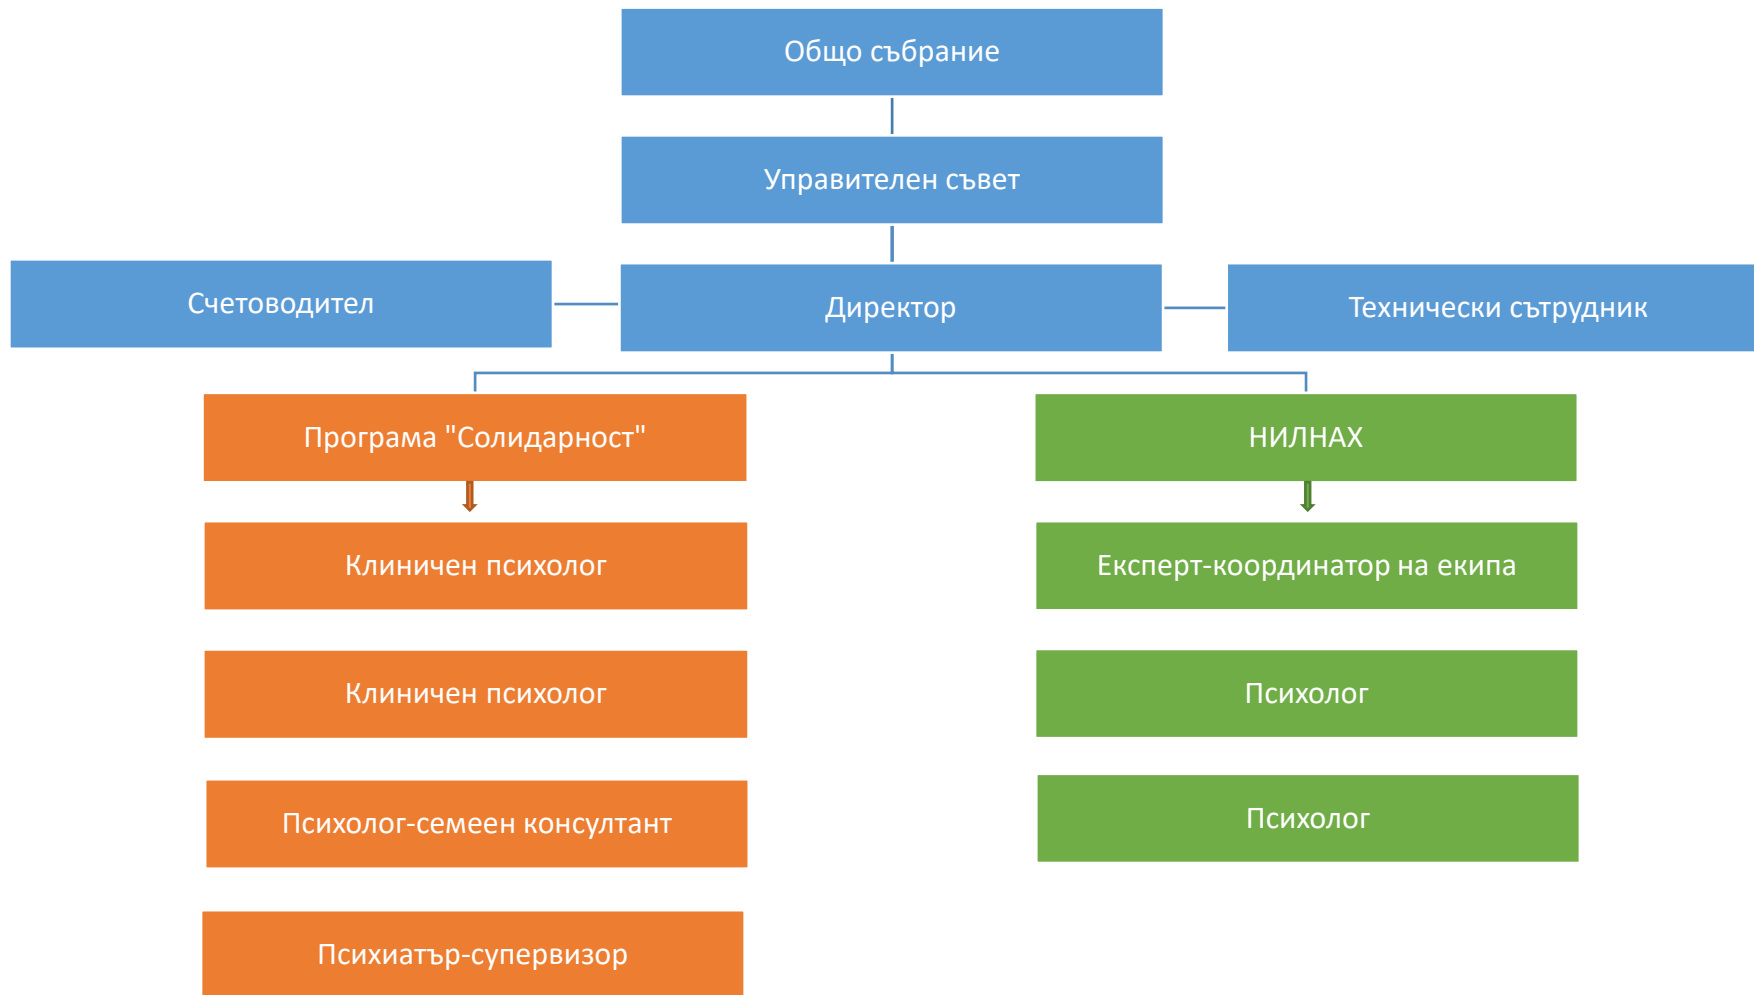 Общо събрание
Управителен съвет
Счетоводител
Директор
Технически сътрудник
Програма "Солидарност"
НИЛНАХ
Клиничен психолог
Експерт-координатор на екипа
Клиничен психолог
Психолог
Психолог-семеен консултант
Психолог
Психиатър-супервизор